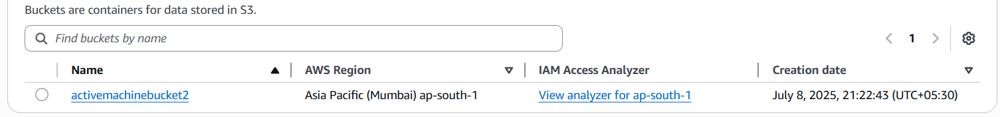 Buckets are containers for data stored in S3.
Find buckets by name
1
Name AWS Region IAM Access Analyzer Creation date
activemachinebucket2 Asia Pacific (Mumbai) ap-south-1 View analyzer for ap-south-1 July 8, 2025, 21:22:43 (UTC+05:30)